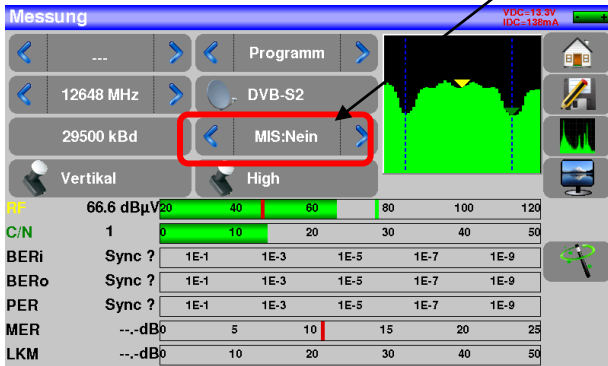 Messung
VDC=13.3V
IDC=138mA
- +
--- Programm
12648 MHz DVB-S2
29500 kBd MIS:Nein
Vertikal High
RF 66.6 dBµV 20 40 60 80 100 120
C/N 1 0 10 20 30 40 50
BERi Sync ? 1E-1 1E-3 1E-5 1E-7 1E-9
BERo Sync ? 1E-1 1E-3 1E-5 1E-7 1E-9
PER Sync ? 1E-1 1E-3 1E-5 1E-7 1E-9
MER --.-dB 0 5 10 15 20 25
LKM --.-dB 0 10 20 30 40 50